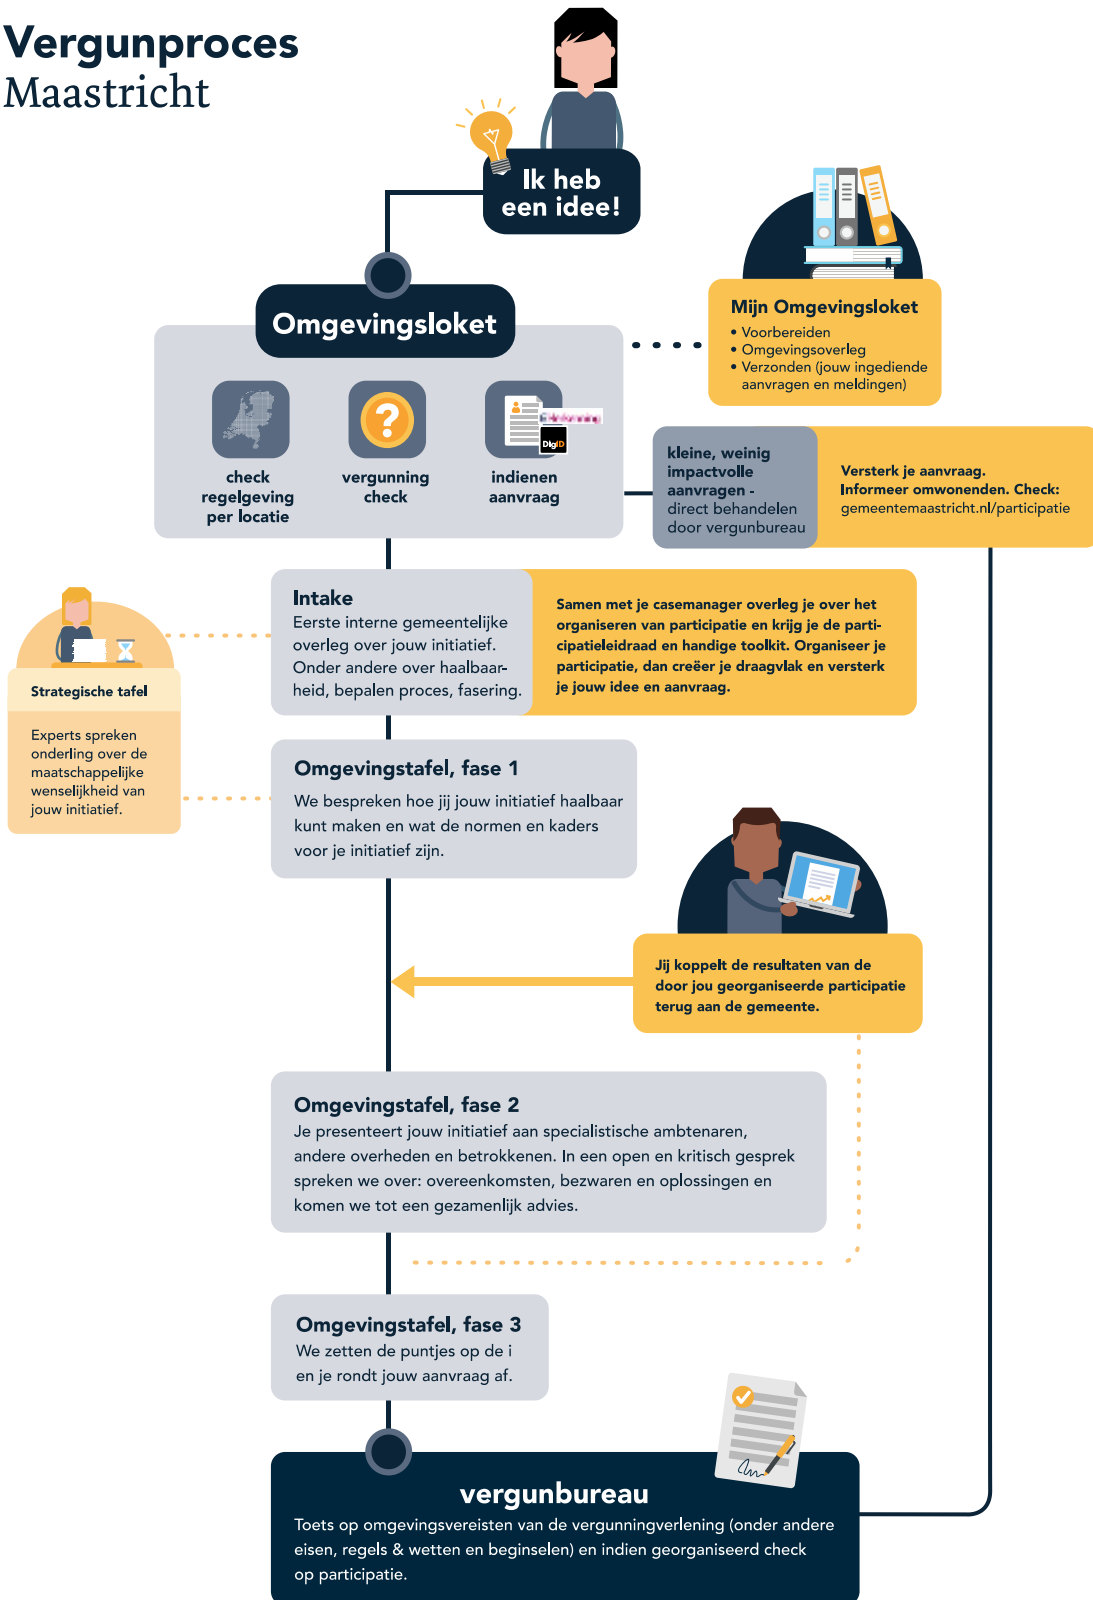 Vergunproces
Maastricht
Ik heb
een idee!
Omgevingsloket
check
regelgeving
per locatie
vergunning
check
DigiD
indienen
aanvraag
Mijn Omgevingsloket
• Voorbereiden
• Omgevingsoverleg
• Verzonden (jouw ingediende
aanvragen en meldingen)
kleine, weinig
impactvolle
aanvragen -
direct behandelen
door vergunbureau
Versterk je aanvraag.
Informeer omwonenden. Check:
gemeentemaastricht.nl/participatie
Intake
Eerste interne gemeentelijke
overleg over jouw initiatief.
Onder andere over haalbaar-
heid, bepalen proces, fasering.
Samen met je casemanager overleg je over het
organiseren van participatie en krijg je de parti-
cipatieleidraad en handige toolkit. Organiseer je
participatie, dan creëer je draagvlak en versterk
je jouw idee en aanvraag.
Strategische tafel
Experts spreken
onderling over de
maatschappelijke
wenselijkheid van
jouw initiatief.
Omgevingstafel, fase 1
We bespreken hoe jij jouw initiatief haalbaar
kunt maken en wat de normen en kaders
voor je initiatief zijn.
Jij koppelt de resultaten van de
door jou georganiseerde participatie
terug aan de gemeente.
Omgevingstafel, fase 2
Je presenteert jouw initiatief aan specialistische ambtenaren,
andere overheden en betrokkenen. In een open en kritisch gesprek
spreken we over: overeenkomsten, bezwaren en oplossingen en
komen we tot een gezamenlijk advies.
Omgevingstafel, fase 3
We zetten de puntjes op de i
en je rondt jouw aanvraag af.
vergunbureau
Toets op omgevingsvereisten van de vergunningverlening (onder andere
eisen, regels & wetten en beginselen) en indien georganiseerd check
op participatie.